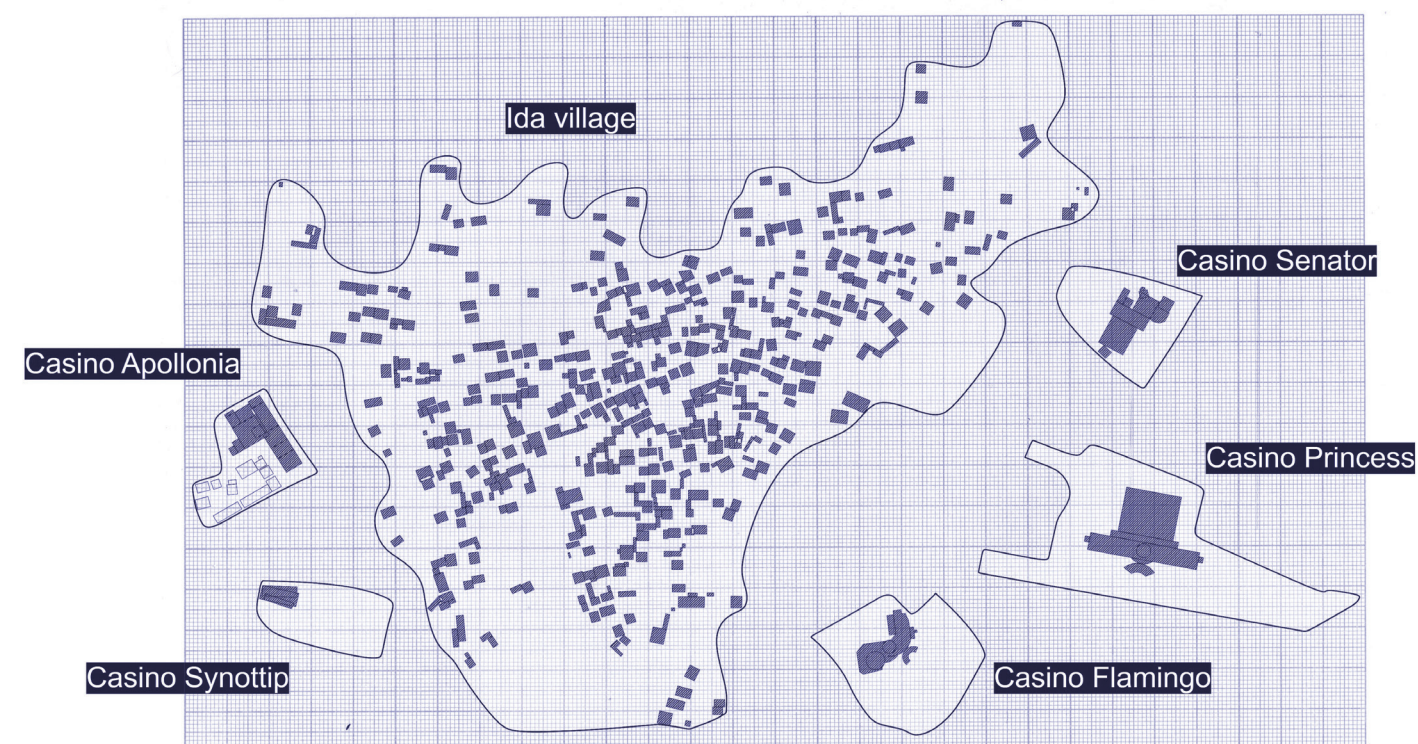 Ida village
Casino Senator
Casino Apollonia
Casino Princess
Casino Synottip
Casino Flamingo